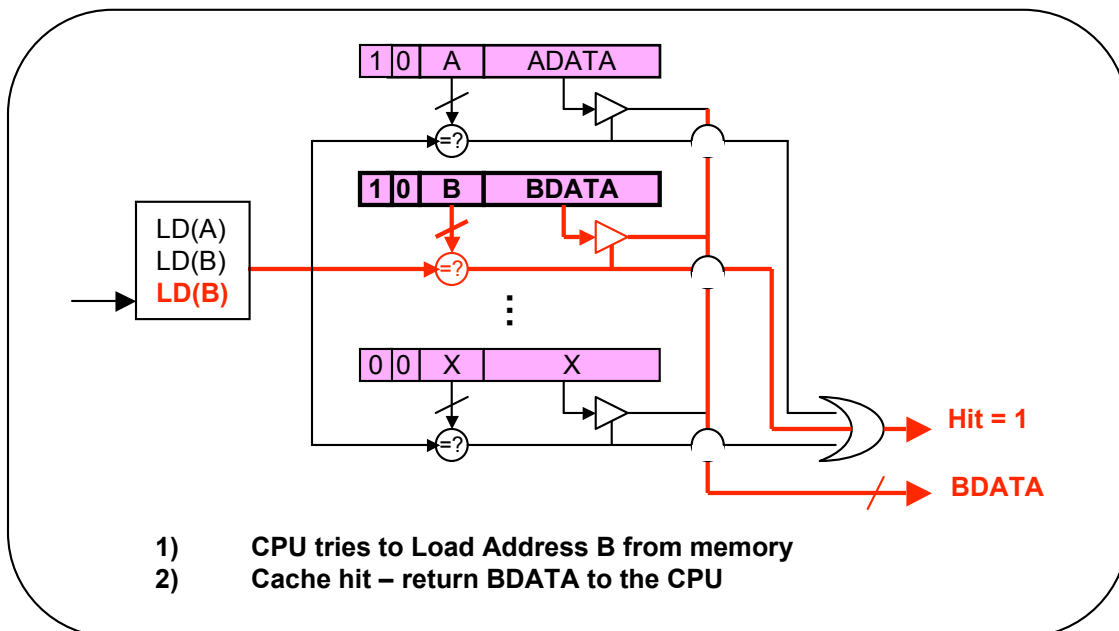 1 0 A ADATA
=?
1 0 B BDATA
LD(A)
LD(B)
LD(B)
=?
0 0 X X
=?
Hit = 1
BDATA
1) CPU tries to Load Address B from memory
2) Cache hit – return BDATA to the CPU